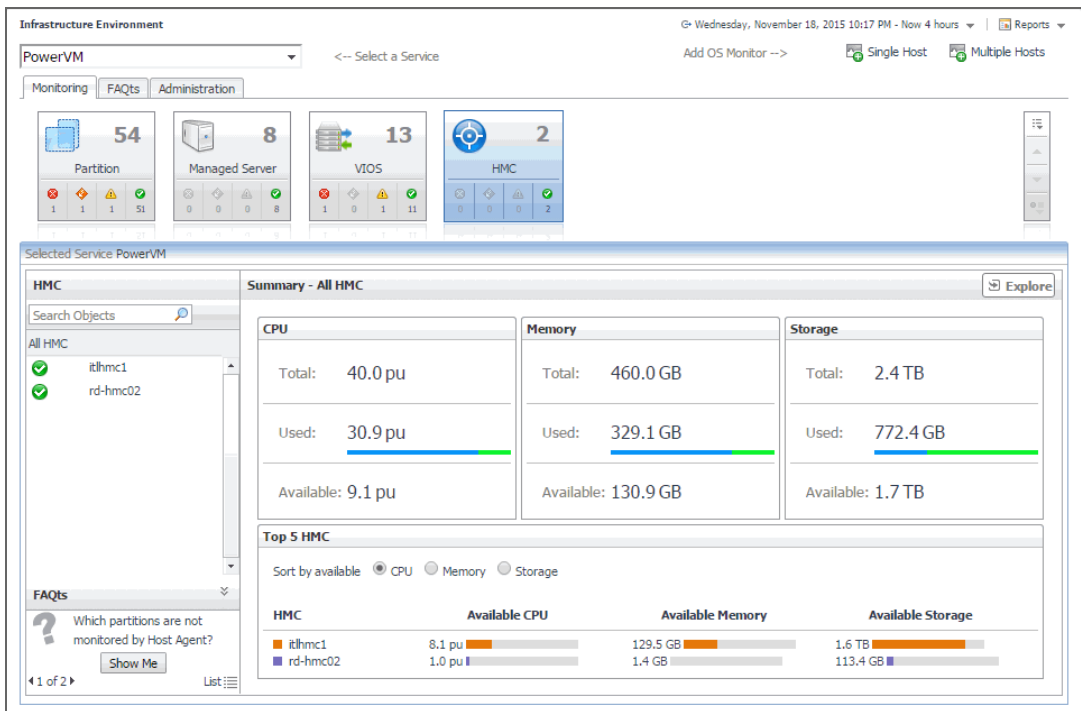 Infrastructure Environment
Wednesday, November 18, 2015 10:17 PM - Now 4 hours Reports
PowerVM <-- Select a Service Add OS Monitor --> Single Host Multiple Hosts
Monitoring FAQts Administration
54 8 13 2
Partition Managed Server VIOS HMC
1 1 1 51 0 0 0 8 1 0 1 11 0 0 0 2
Selected Service PowerVM
HMC Summary - All HMC Explore
Search Objects
All HMC
itlhmc1
rd-hmc02
CPU Memory Storage
Total: 40.0 pu Total: 460.0 GB Total: 2.4 TB
Used: 30.9 pu Used: 329.1 GB Used: 772.4 GB
Available: 9.1 pu Available: 130.9 GB Available: 1.7 TB
Top 5 HMC
Sort by available CPU Memory Storage
HMC Available CPU Available Memory Available Storage
itlhmc1 8.1 pu 129.5 GB 1.6 TB
rd-hmc02 1.0 pu 1.4 GB 113.4 GB
FAQts
Which partitions are not
monitored by Host Agent?
Show Me
1 of 2 List